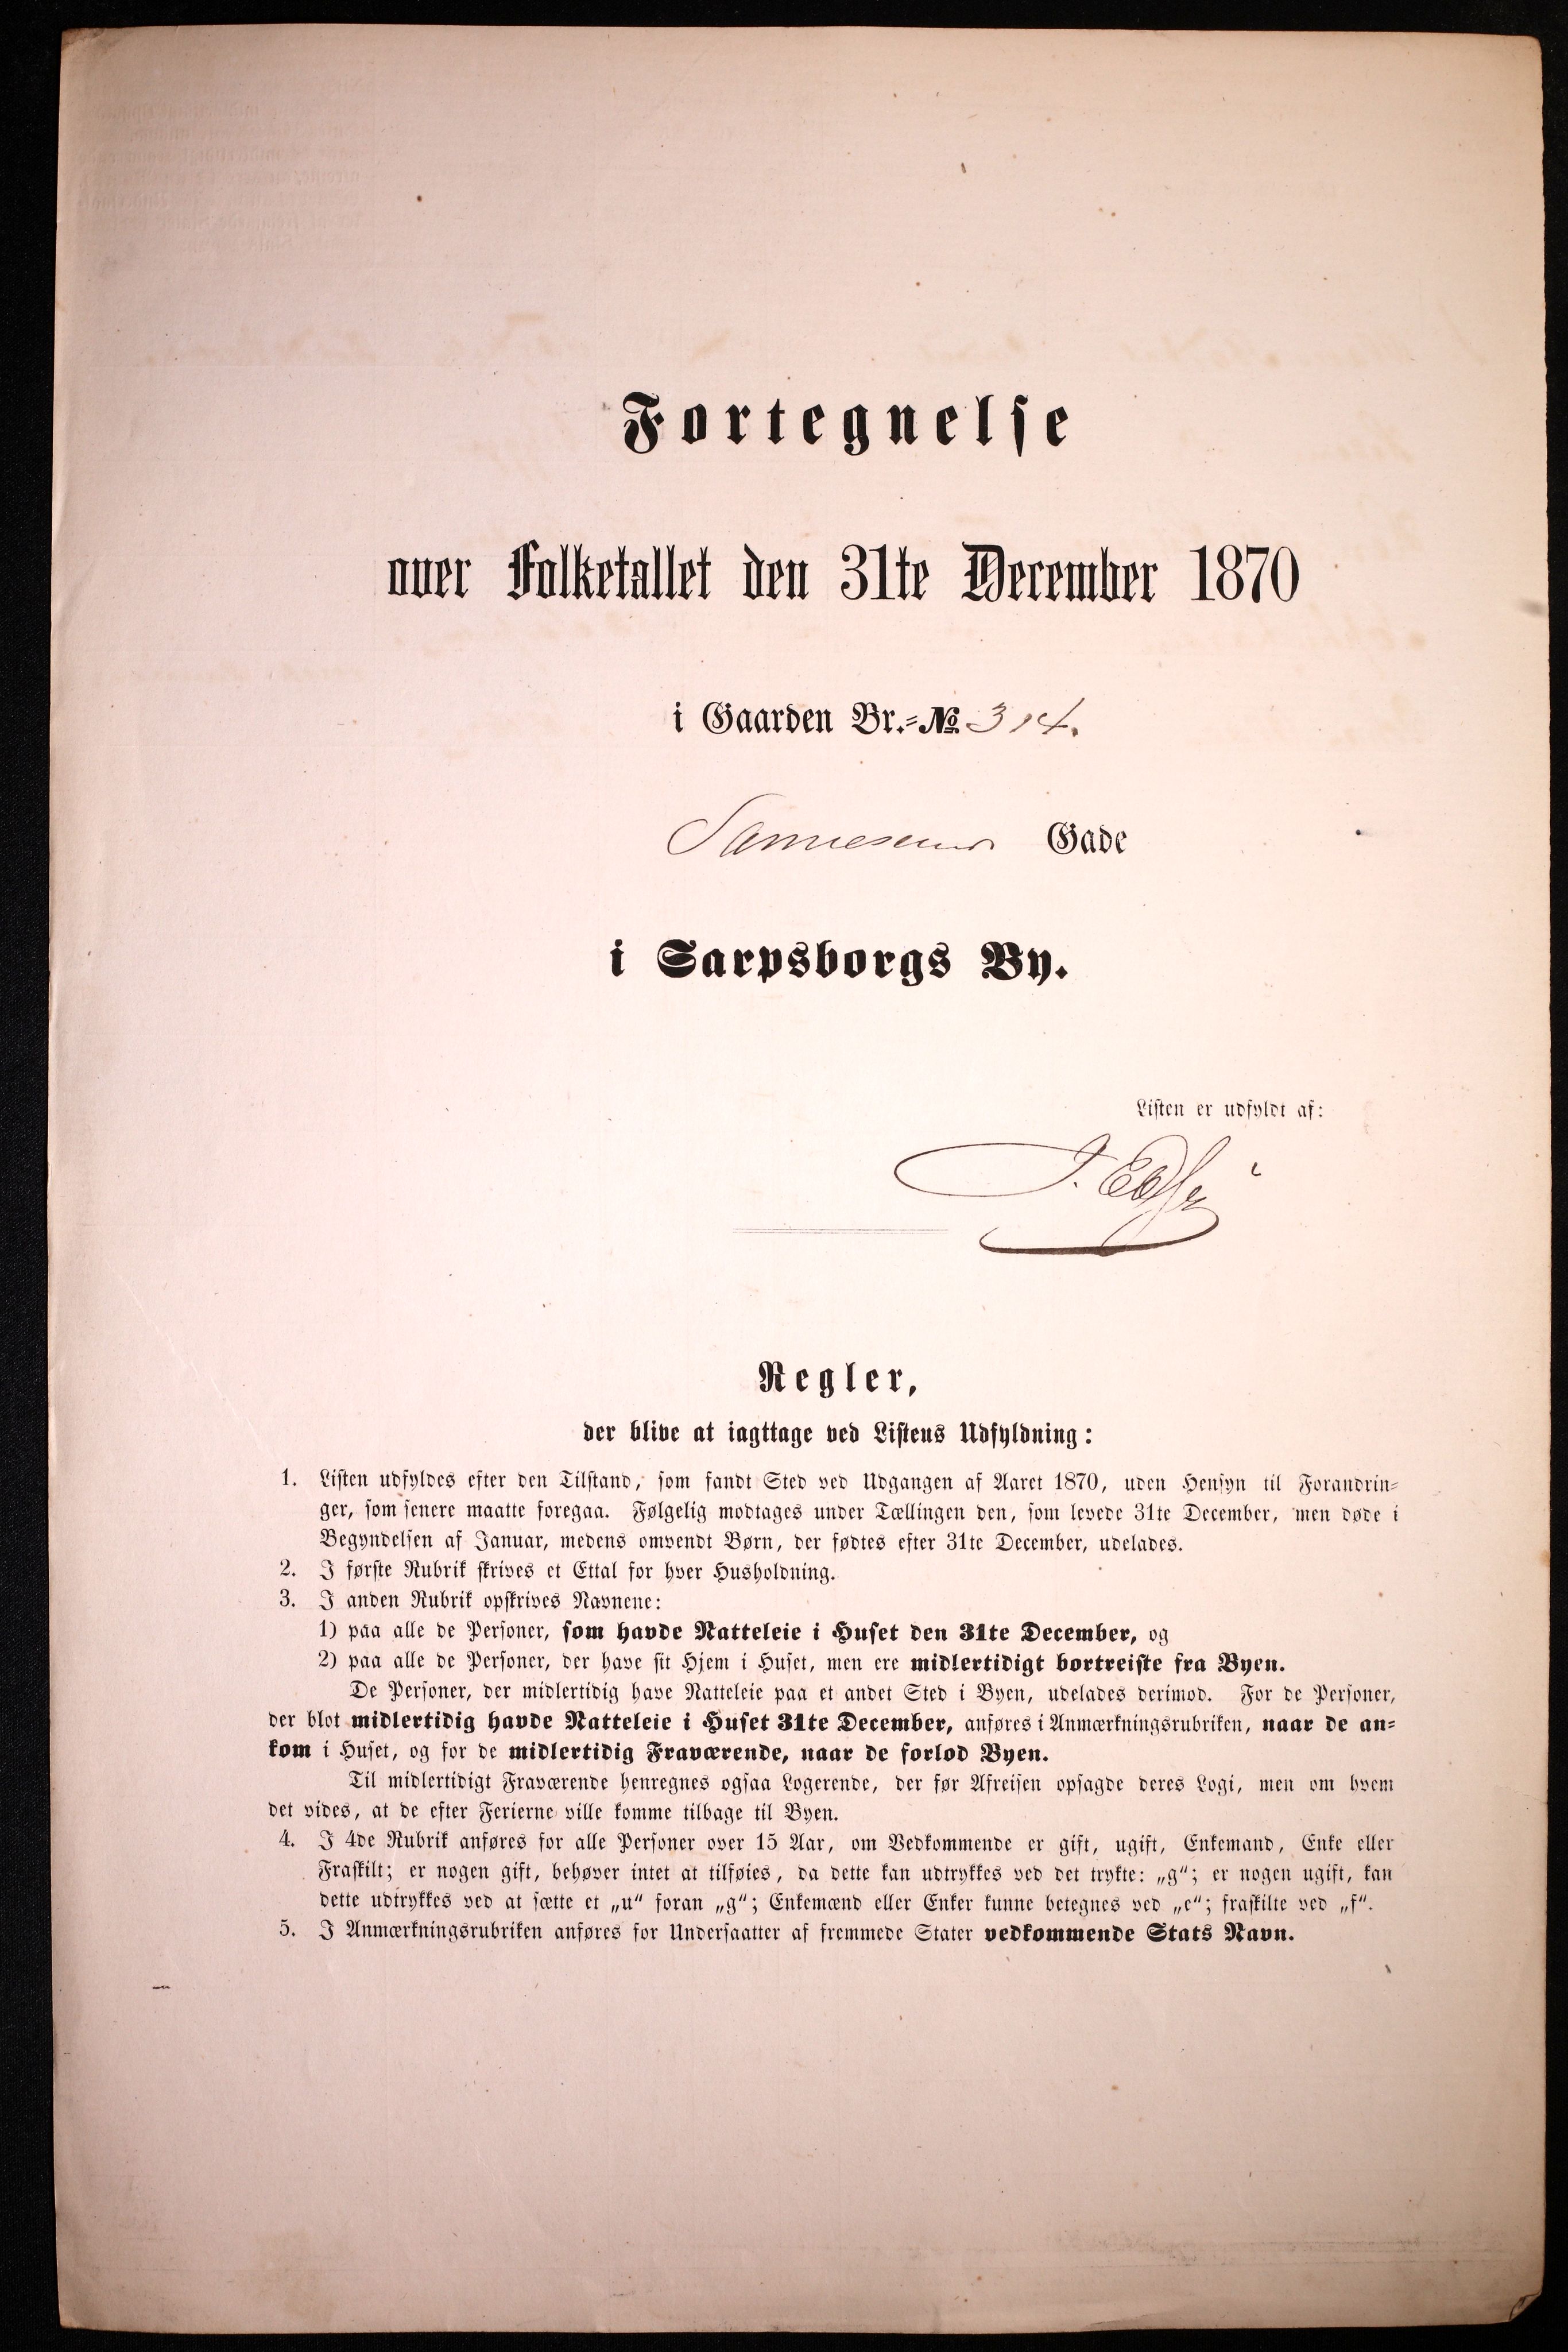 Fortegnelse
over Folketallet den 31te December 1870
i Gaarden Br.=No. 314.
Sannesund Gade
i Sarpsborgs By.
Listen er udfyldt af:
J.
Regler,
der blive at iagttage ved Listens Udfyldning:
1. Listen udfyldes efter den Tilstand, som fandt Sted ved Udgangen af Aaret 1870, uden Hensyn til Forandrin=
ger, som senere maatte foregaa. Følgelig modtages under Tællingen den, som levede 31te December, men døde i
Begyndelsen af Januar, medens omvendt Børn, der fødtes efter 31te December, udelades.
2. I første Rubrik skrives et Ettal for hver Husholdning.
3. I anden Rubrik opskrives Navnene:
1) paa alle de Personer, som havde Natteleie i Huset den 31te December, og
2) paa alle de Personer, der have sit Hjem i Huset, men ere midlertidigt bortreiste fra Byen.
De Personer, der midlertidig have Natteleie paa et andet Sted i Byen, udelades derimod. For de Personer,
der blot midlertidig havde Natteleie i Huset 31te December, anføres i Anmærkningsrubriken, naar de an=
kom i Huset, og for de midlertidig Fraværende, naar de forlod Byen.
Til midlertidigt Fraværende henregnes ogsaa Logerende, der før Afreisen opsagde deres Logi, men om hvem
det vides, at de efter Ferierne ville komme tilbage til Byen.
4. I 4de Rubrik anføres for alle Personer over 15 Aar, om Vedkommende er gift, ugift, Enkemand, Enke eller
Fraskilt; er nogen gift, behøver intet at tilføies, da dette kan udtrykkes ved det trykte: „g“; er nogen ugift, kan
dette udtrykkes ved at sætte et „u“ foran „g“; Enkemænd eller Enker kunne betegnes ved „e“; fraskilte ved „f“.
5. I Anmærkningsrubriken anføres for Undersaatter af fremmede Stater vedkommende Stats Navn.